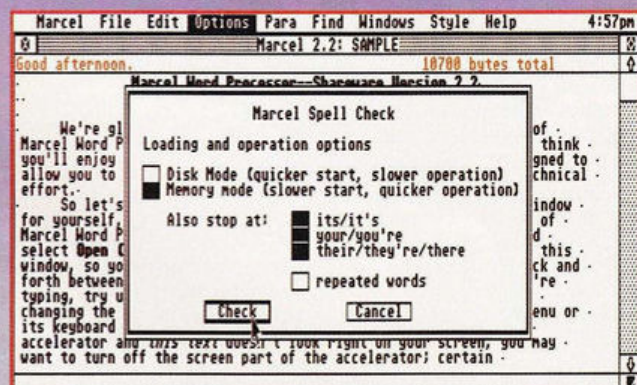 Marcel File Edit Options Para Find Windows Style Help 4:57pm
Marcel 2.2: SAMPLE
Good afternoon. 10700 bytes total
Marcel Word Processor--Shareware Version 2.2
Marcel Spell Check
Loading and operation options
Disk Mode (quicker start, slower operation)
Memory mode (slower start, quicker operation)
Also stop at: its/it's
your/you're
their/they're/there
repeated words
Check Cancel
We're gl of
Marcel Word P think
you'll enjoy gned to
allow you to chnical
effort.
So let's indow
for yourself, of
Marcel Word P d
select Open C this
window, so yo ck and
forth between 're
typing, try u
changing the enu or
its keyboard
accelerator and this text doesn't look right on your screen, you may
want to turn off the screen part of the accelerator; certain